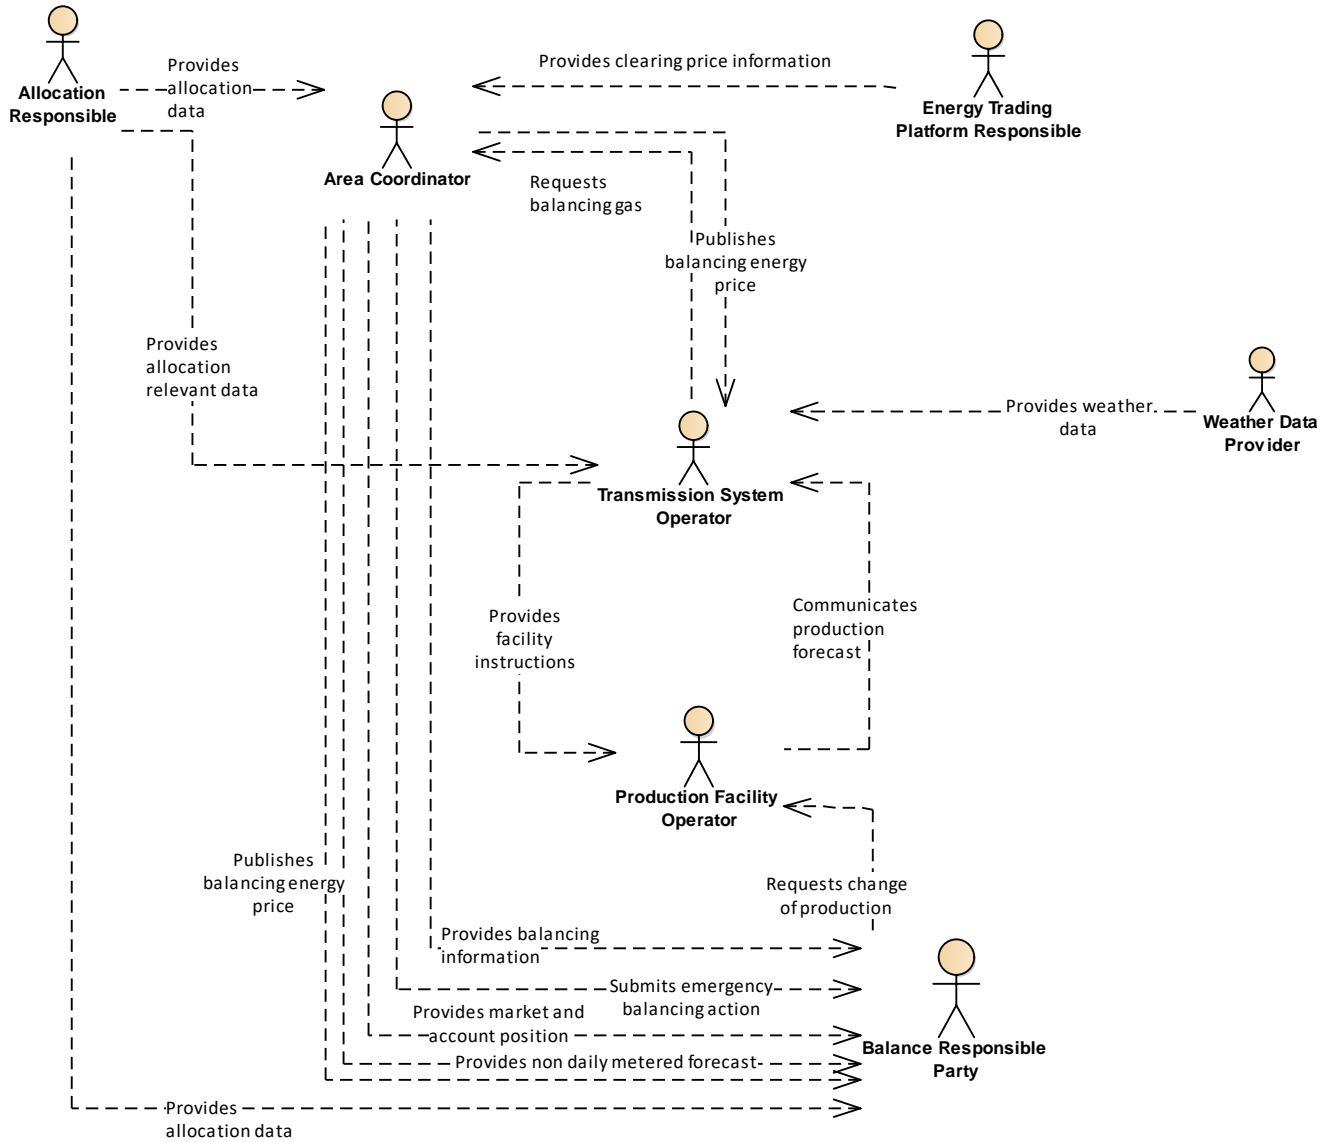 Provides
allocation
data
Allocation
Responsible
Provides clearing price information
Energy Trading
Platform Responsible
Area Coordinator
Requests
balancing gas
Publishes
balancing energy
price
Provides
allocation
relevant data
Provides weather
data
Weather Data
Provider
Transmission System
Operator
Provides
facility
instructions
Communicates
production
forecast
Production Facility
Operator
Publishes
balancing energy
price
Requests change
of production
Provides balancing
information
Submits emergency
balancing action
Provides market and
account position
Provides non daily metered forecast
Balance Responsible
Party
Provides
allocation data